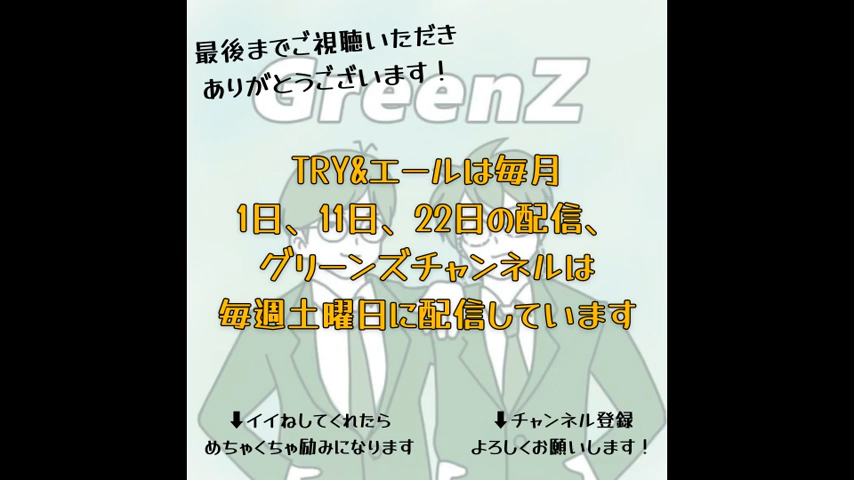 最後までご視聴いただき
ありがとうございます！
GreenZ
TRY&エールは毎月
1日、11日、22日の配信、
グリーンズチャンネルは
毎週土曜日に配信しています
⬇イイねしてくれたら
めちゃくちゃ励みになります
⬇チャンネル登録
よろしくお願いします！